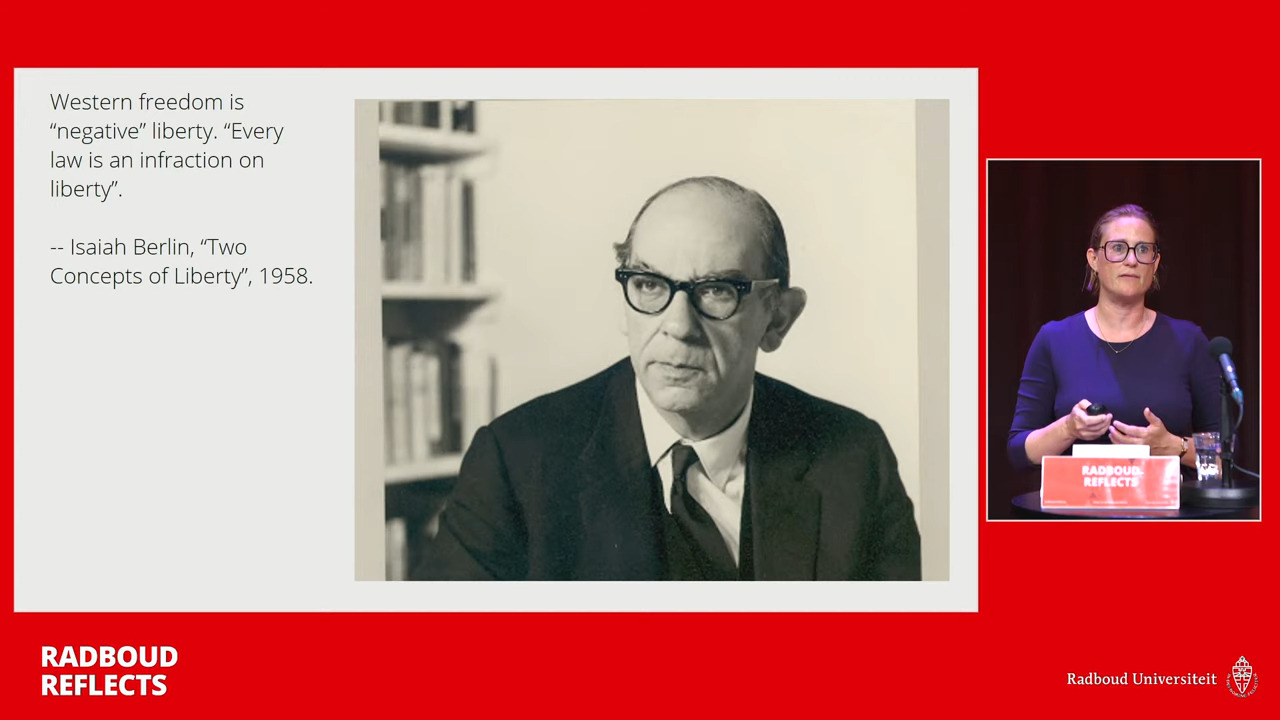 Western freedom is
“negative” liberty. “Every
law is an infraction on
liberty”.
-- Isaiah Berlin, “Two
Concepts of Liberty”, 1958.
RADBOUD
REFLECTS
RADBOUD
REFLECTS
Radboud Universiteit